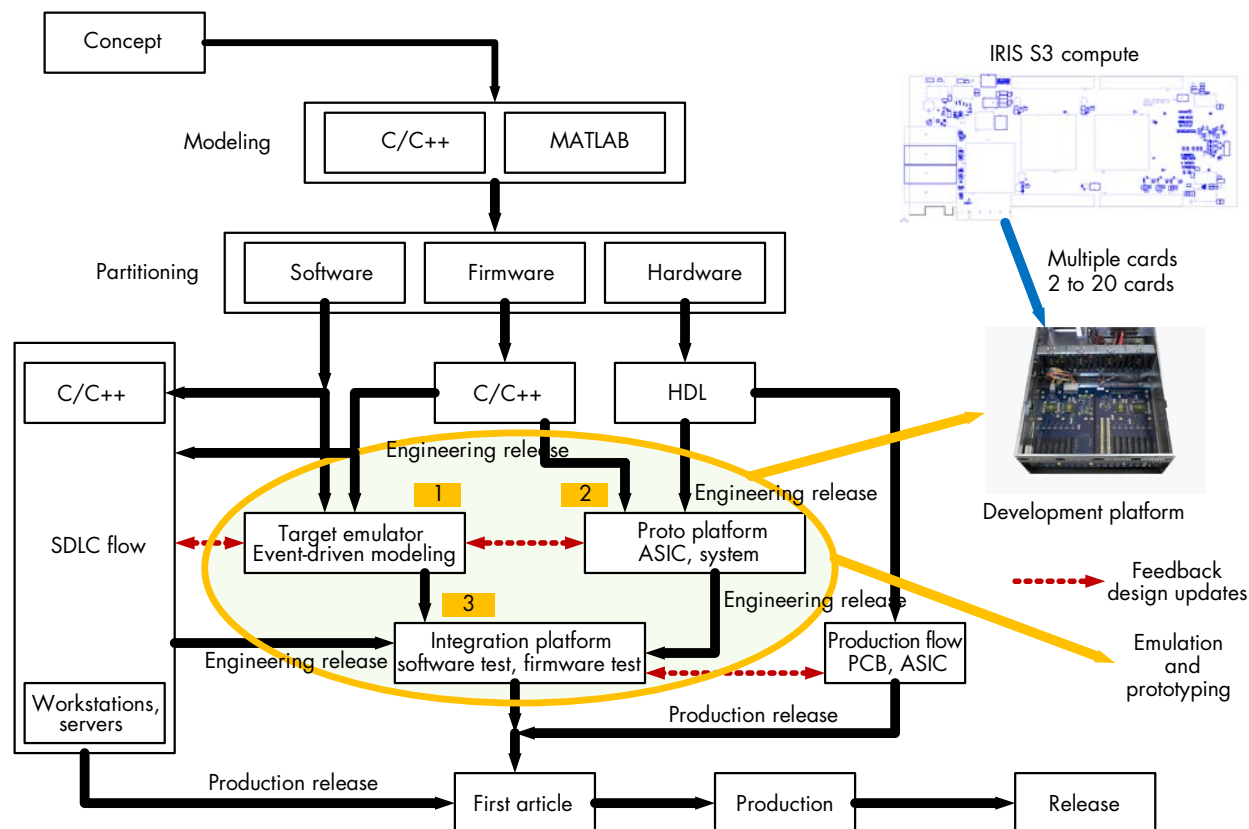 Concept
IRIS S3 compute
Modeling
C/C++
MATLAB
Partitioning
Software
Firmware
Hardware
Multiple cards
2 to 20 cards
C/C++
C/C++
HDL
Engineering release
1
2
Engineering release
Development platform
SDLC flow
Target emulator
Event-driven modeling
Proto platform
ASIC, system
Feedback
design updates
3
Engineering release
Engineering release
Integration platform
software test, firmware test
Production flow
PCB, ASIC
Emulation and
prototyping
Workstations,
servers
Production release
Production release
First article
Production
Release